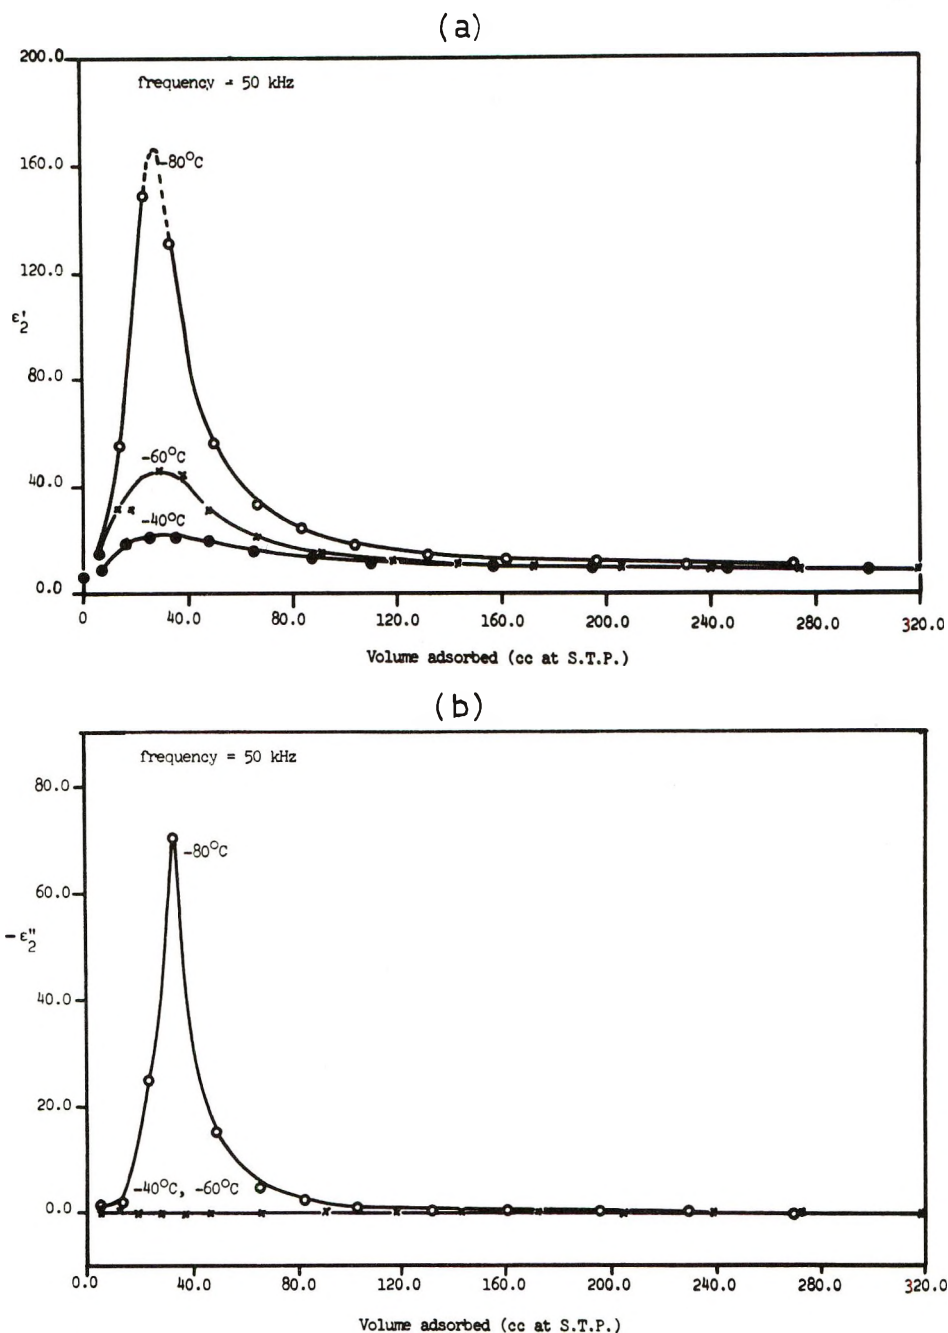 (a)
200.0
frequency = 50 kHz
160.0
-80°C
120.0
ε₂'
80.0
-60°C
40.0
-40°C
0.0
0 40.0 80.0 120.0 160.0 200.0 240.0 280.0 320.0
Volume adsorbed (cc at S.T.P.)
(b)
frequency = 50 kHz
80.0
-80°C
60.0
-ε₂"
40.0
20.0
-40°C, -60°C
0.0
0.0 40.0 80.0 120.0 160.0 200.0 240.0 280.0 320.0
Volume adsorbed (cc at S.T.P.)